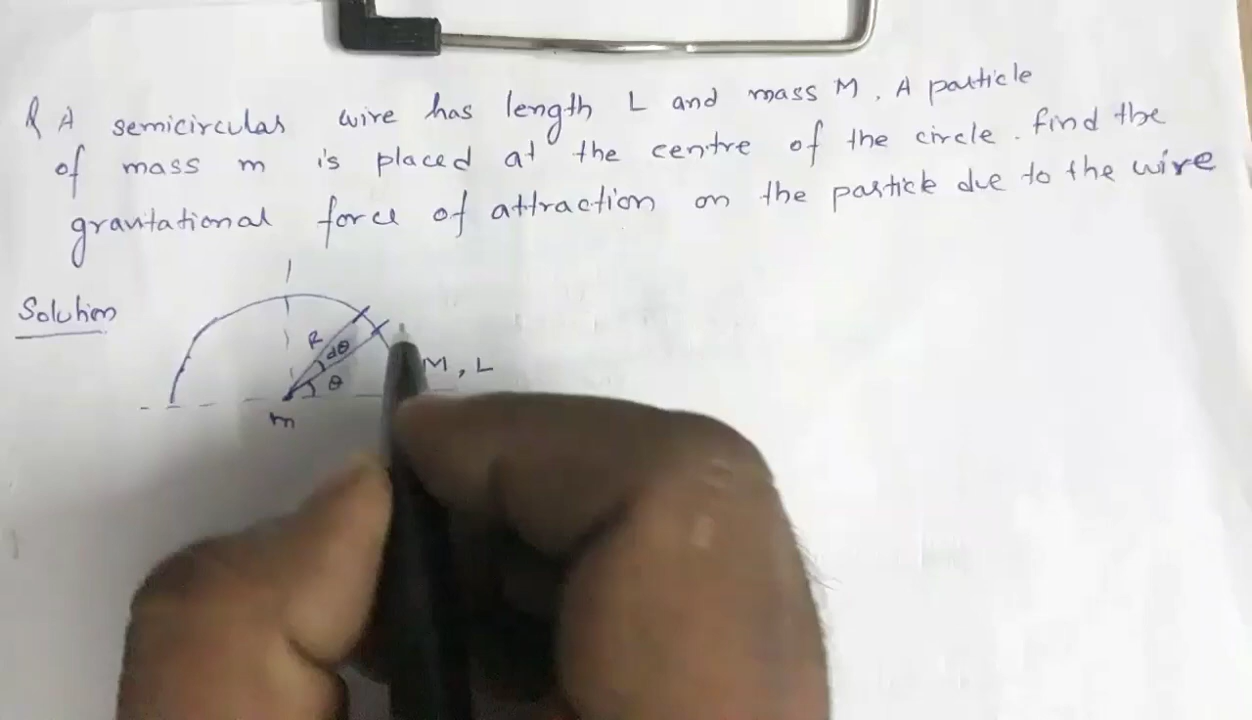 Q A semicircular wire has length L and mass M. A particle
of mass m is placed at the centre of the circle. find the
gravitational force of attraction on the particle due to the wire
Solution
R
dθ
θ
M, L
m